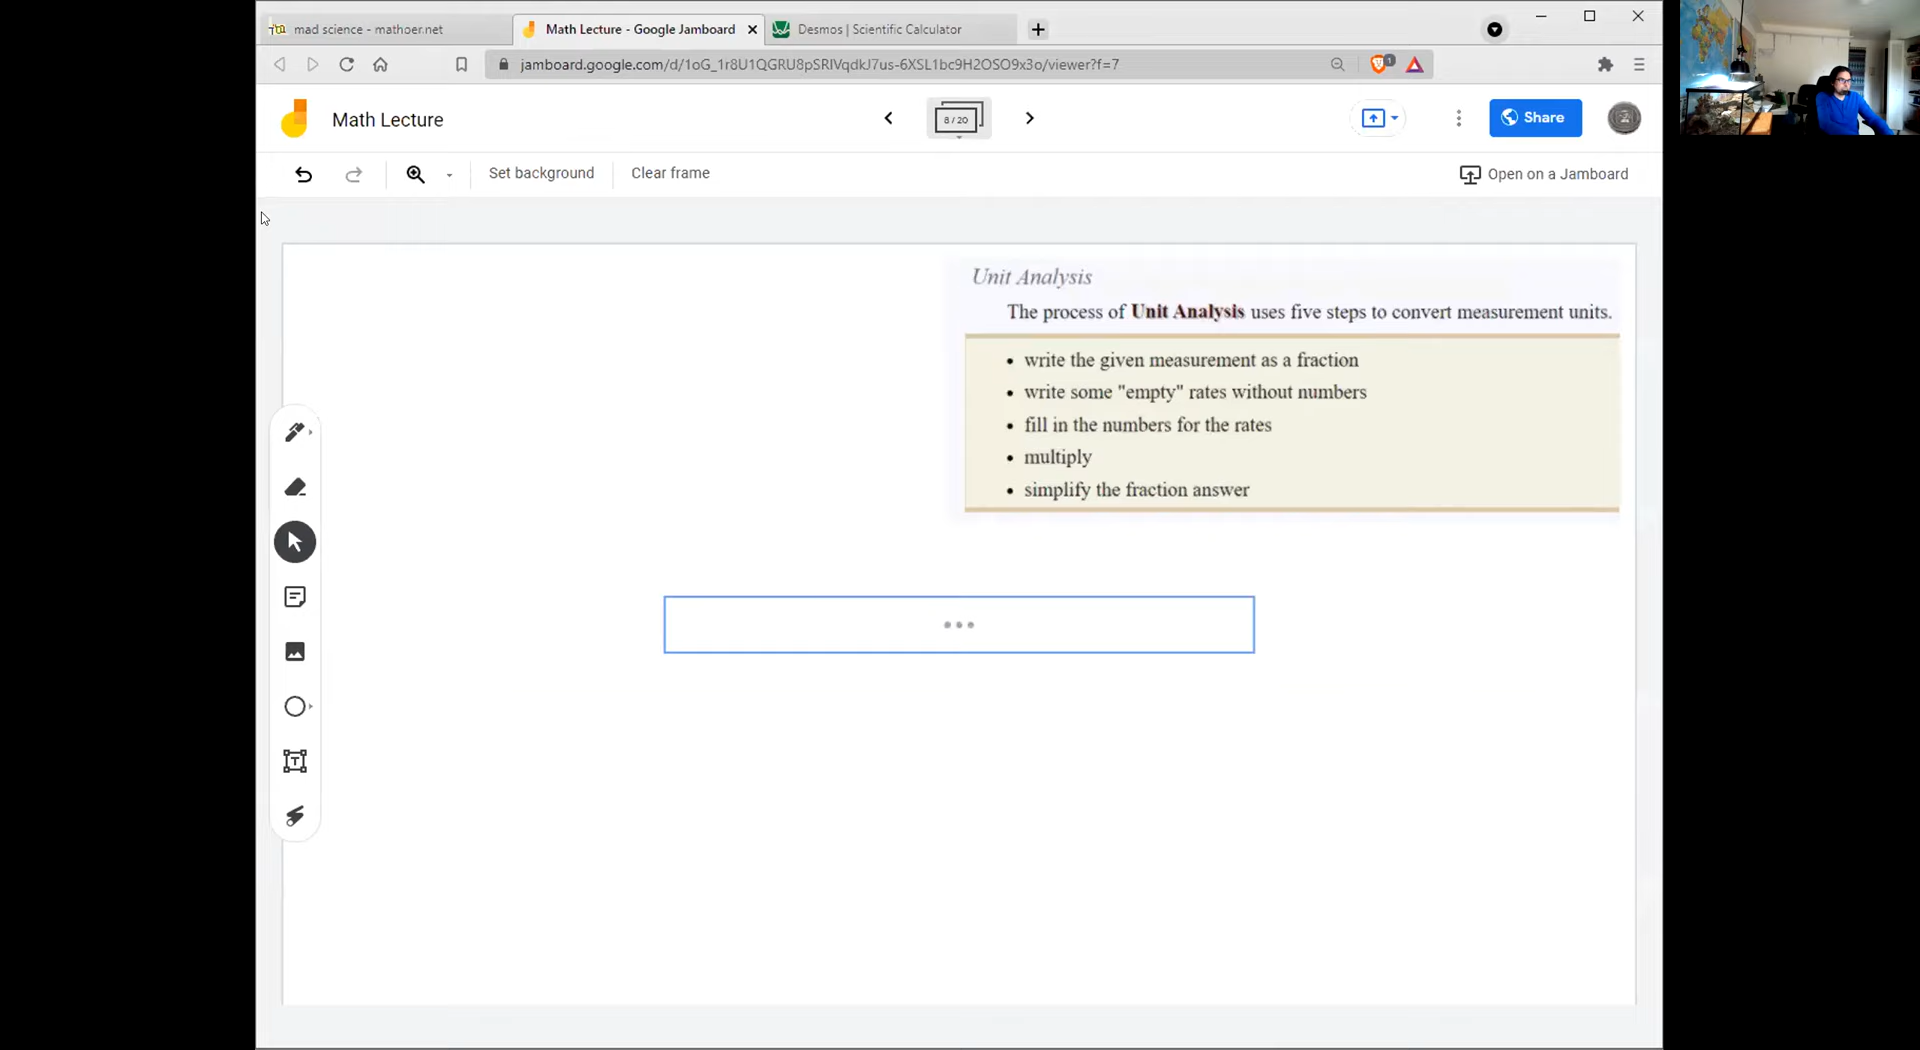 mad science - mathoer.net
Math Lecture - Google Jamboard
Desmos | Scientific Calculator
jamboard.google.com/d/1oG_1r8U1QGRU8pSRIVqdkJ7us-6XSL1bc9H2OSO9x3o/viewer?f=7
1
Math Lecture
8 / 20
Share
Set background
Clear frame
Open on a Jamboard
Unit Analysis
The process of Unit Analysis uses five steps to convert measurement units.
• write the given measurement as a fraction
• write some "empty" rates without numbers
• fill in the numbers for the rates
• multiply
• simplify the fraction answer